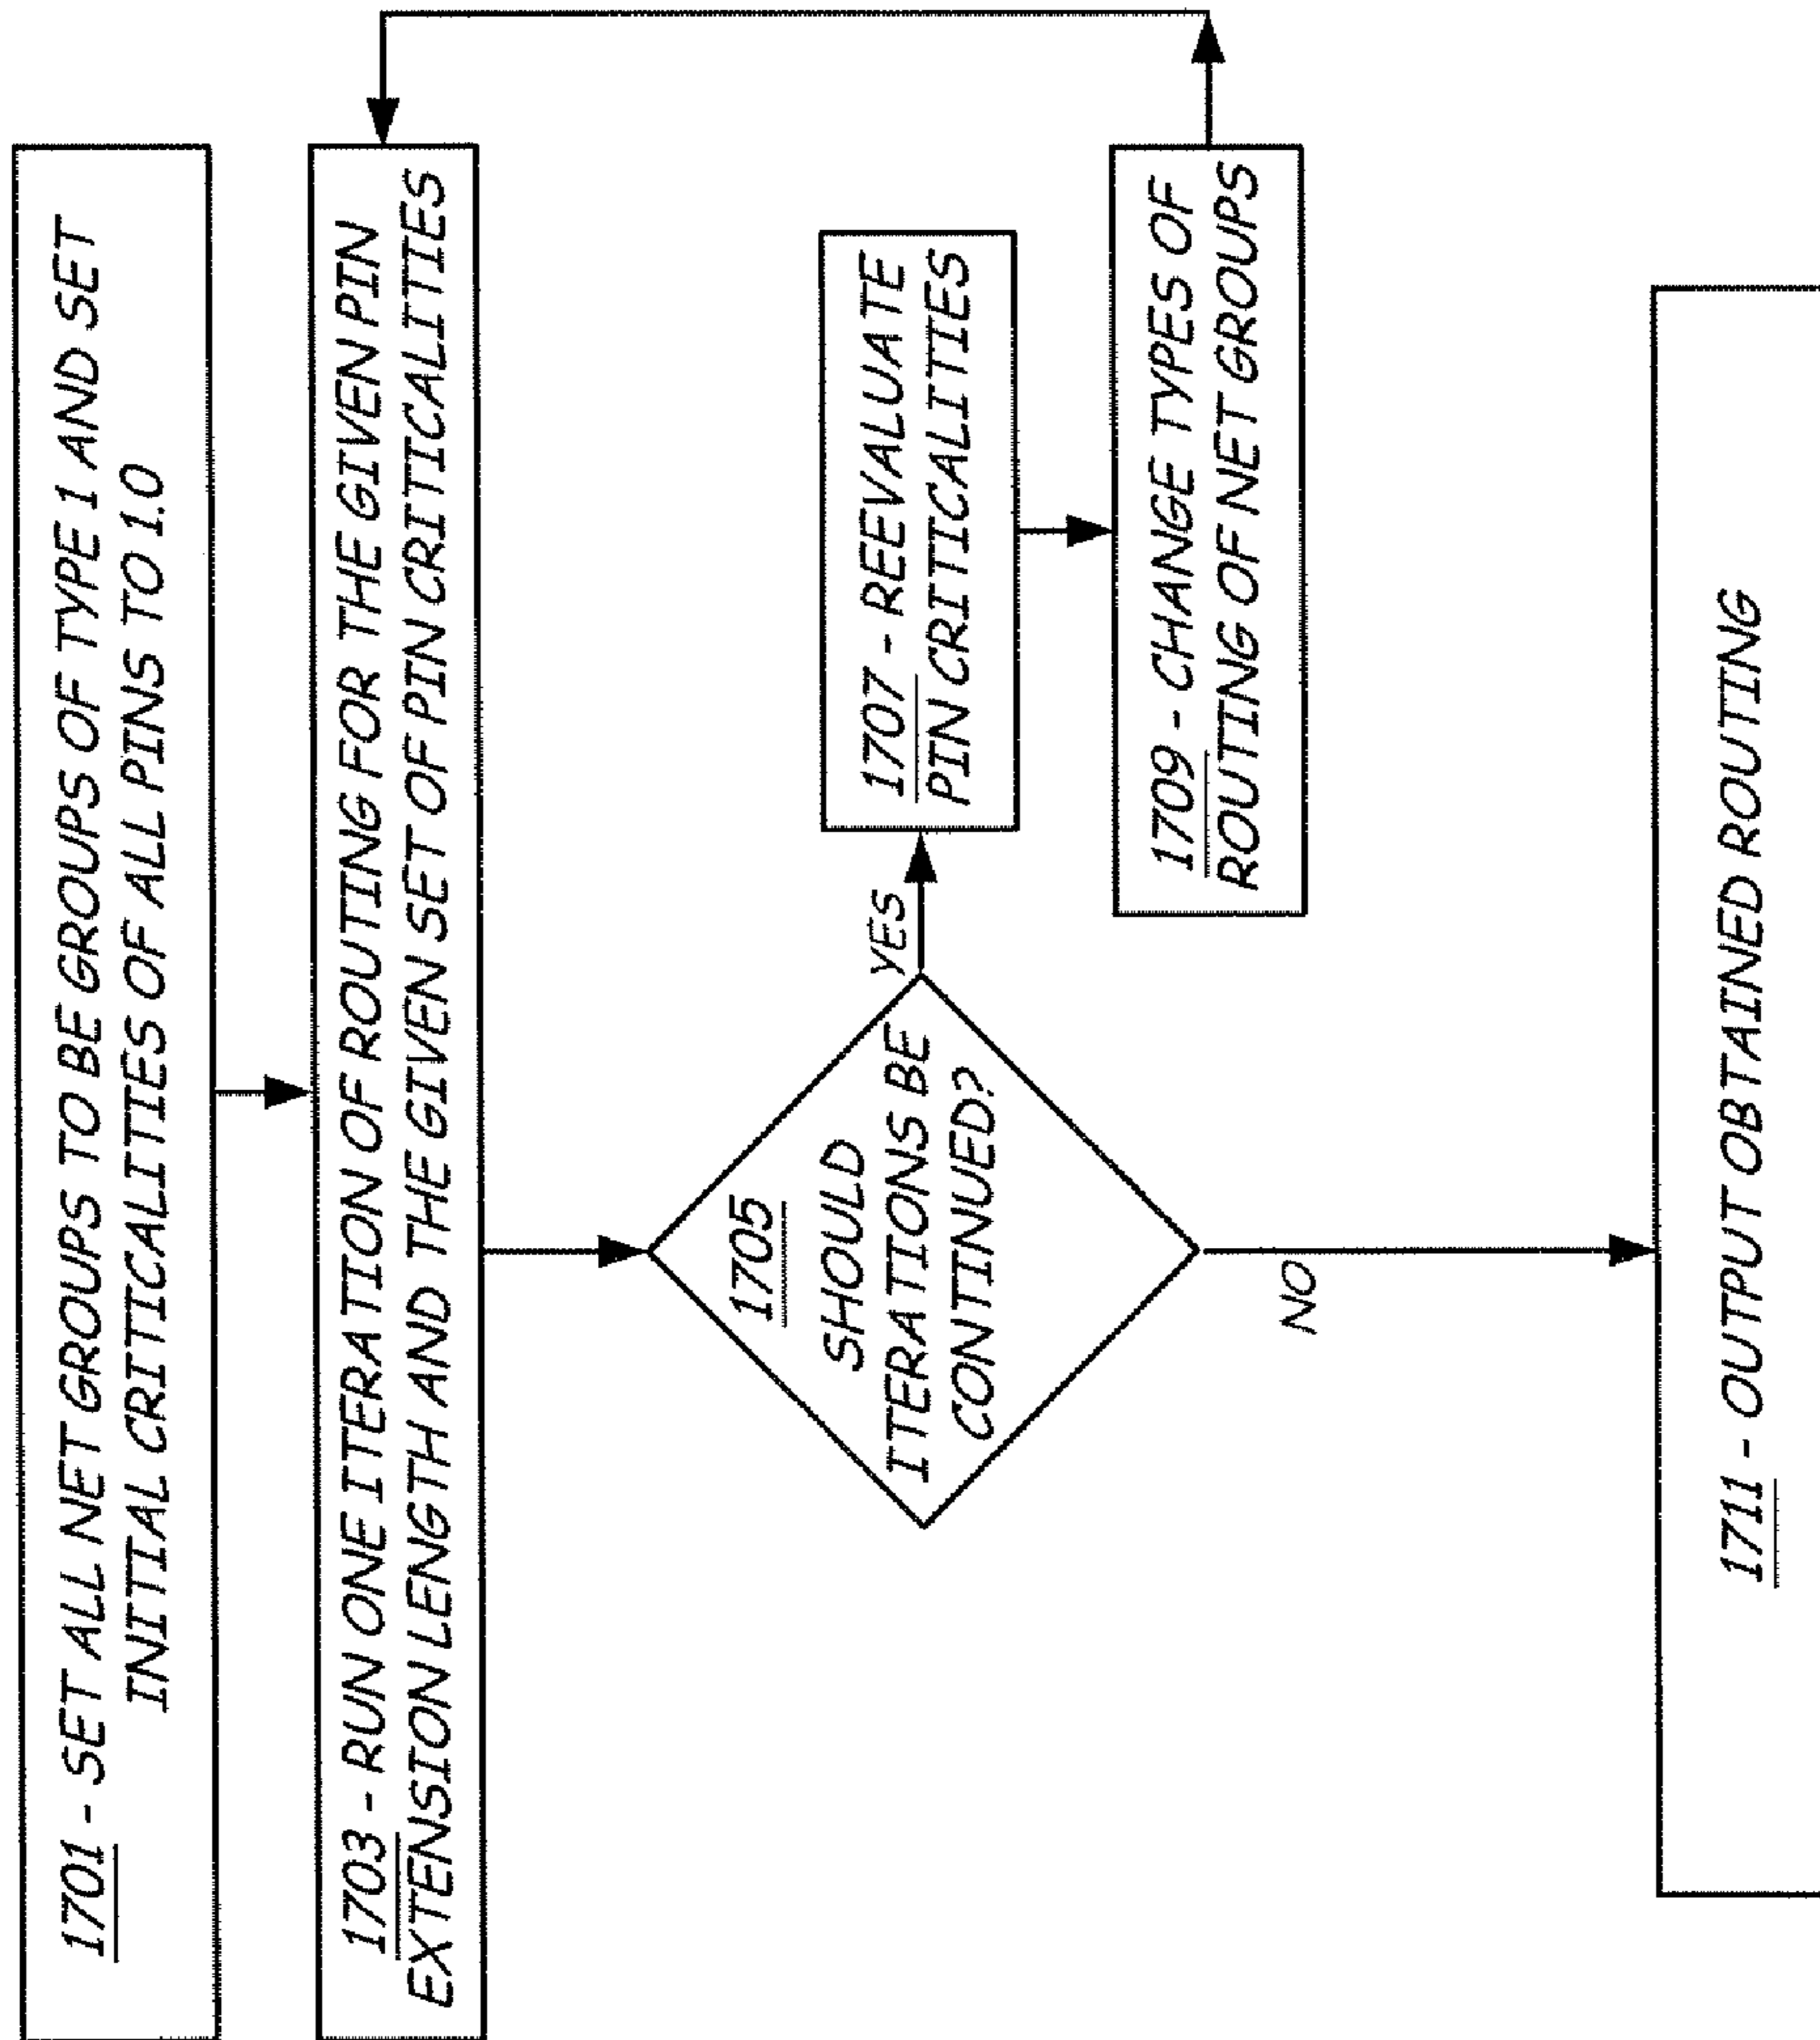 1701 - SET ALL NET GROUPS TO BE GROUPS OF TYPE 1 AND SET
INITIAL CRITICALITIES OF ALL PINS TO 1.0
1703 - RUN ONE ITERATION OF ROUTING FOR THE GIVEN PIN
EXTENSION LENGTH AND THE GIVEN SET OF PIN CRITICALITIES
1705
SHOULD
ITERATIONS BE
CONTINUED?
YES
1707 - REEVALUATE
PIN CRITICALITIES
1709 - CHANGE TYPES OF
ROUTING OF NET GROUPS
NO
1711 - OUTPUT OBTAINED ROUTING